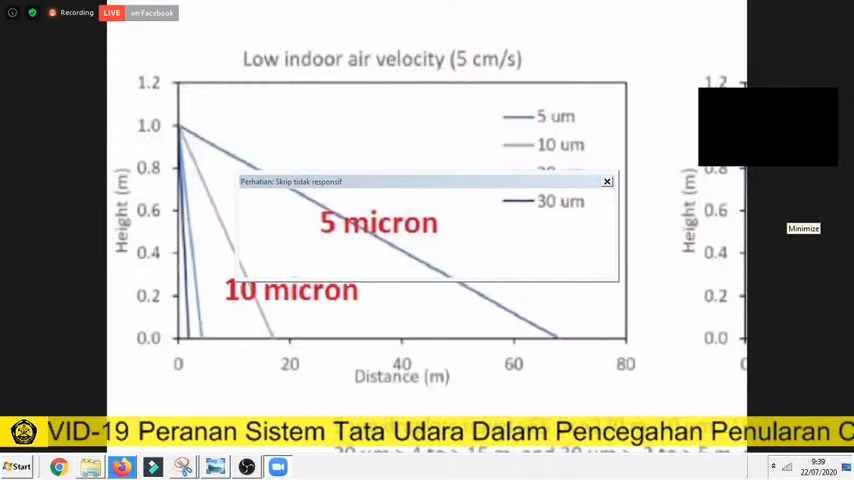 Recording
LIVE on Facebook
Low indoor air velocity (5 cm/s)
1.2
1.0
0.8
0.6
0.4
0.2
0.0
Height (m)
5 um
10 um
30 um
Perhatian: Skrip tidak responsif
5 micron
10 micron
0 20 40 60 80
Distance (m)
1.2
0.8
0.6
0.4
0.2
0.0
Height (m)
Minimize
VID-19 Peranan Sistem Tata Udara Dalam Pencegahan Penularan C
Start
9:39
22/07/2020